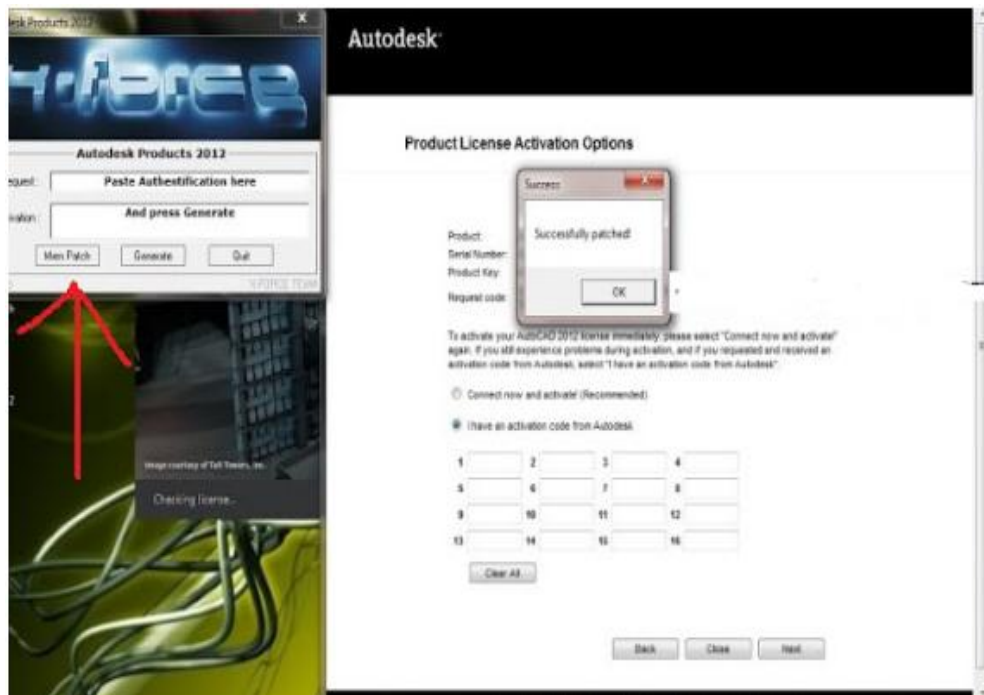 desk Products 2012
X
x-force
Autodesk Products 2012
equest:
Paste Authentification here
ivation:
And press Generate
Mem Patch
Generate
Quit
X-FORCE TEAM
Image courtesy of Tell Towers, Inc.
Checking license...
Autodesk
Product License Activation Options
Success
Successfully patched!
OK
Product:
Serial Number:
Product Key:
Request code:
To activate your AutoCAD 2012 license immediately, please select "Connect now and activate!"
again. If you still experience problems during activation, and if you requested and received an
activation code from Autodesk, select "I have an activation code from Autodesk".
Connect now and activate! (Recommended)
I have an activation code from Autodesk
1 2 3 4
5 6 7 8
9 10 11 12
13 14 15 16
Clear All
Back Close Next